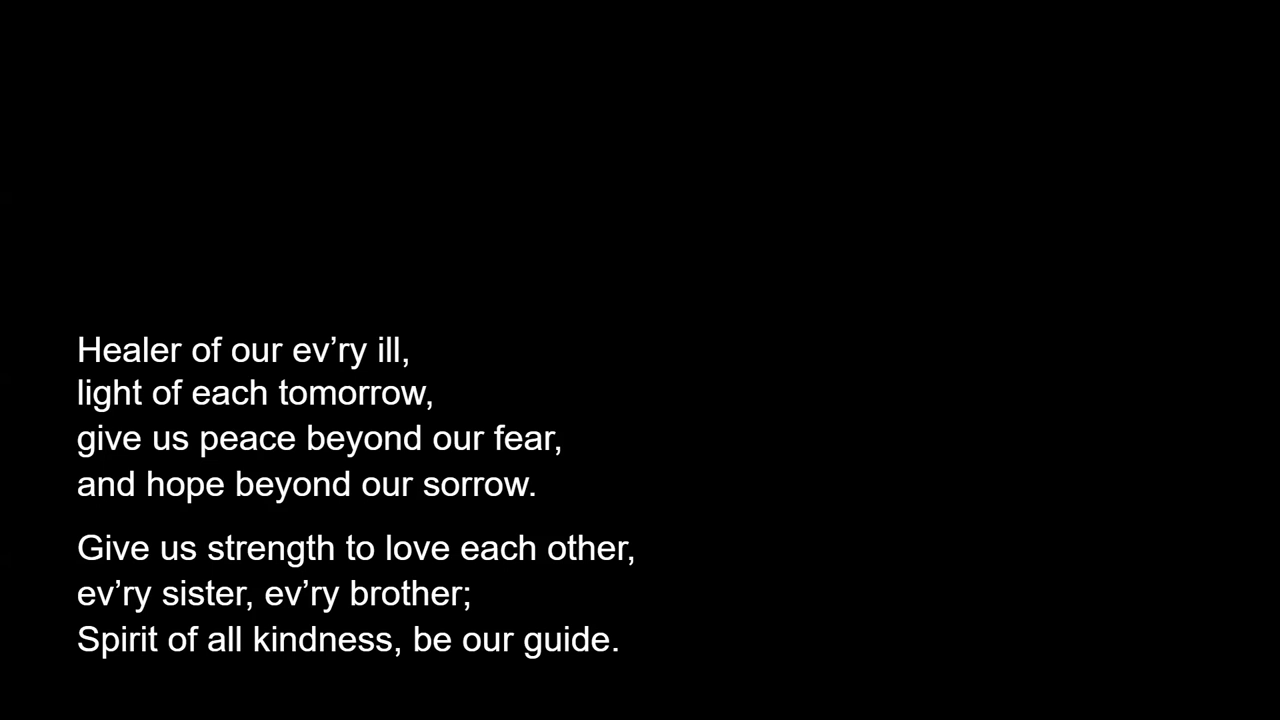 Healer of our ev’ry ill,
light of each tomorrow,
give us peace beyond our fear,
and hope beyond our sorrow.
Give us strength to love each other,
ev’ry sister, ev’ry brother;
Spirit of all kindness, be our guide.